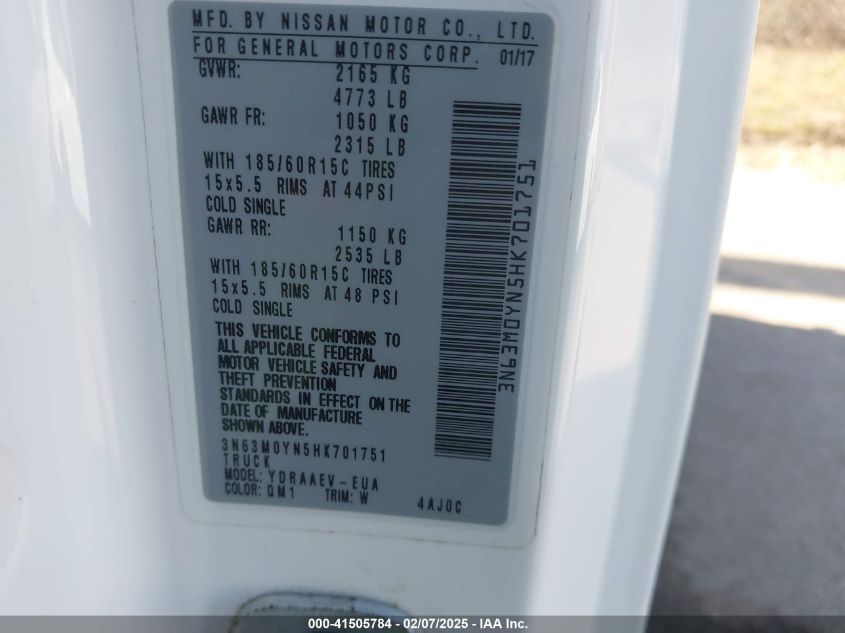 MFD. BY NISSAN MOTOR CO., LTD.
FOR GENERAL MOTORS CORP. 01/17
GVWR: 2165 KG
4773 LB
GAWR FR: 1050 KG
2315 LB
WITH 185/60R15C TIRES
15x5.5 RIMS AT 44PSI
COLD SINGLE
GAWR RR: 1150 KG
2535 LB
WITH 185/60R15C TIRES
15x5.5 RIMS AT 48 PSI
COLD SINGLE
THIS VEHICLE CONFORMS TO
ALL APPLICABLE FEDERAL
MOTOR VEHICLE SAFETY AND
THEFT PREVENTION
STANDARDS IN EFFECT ON THE
DATE OF MANUFACTURE
SHOWN ABOVE.
3N63M0YN5HK701751
TRUCK
MODEL: YDRAAEV-EUA
COLOR: QM1 TRIM: W 4AJ0C
3N63M0YN5HK701751
000-41505784 - 02/07/2025 - IAA Inc.